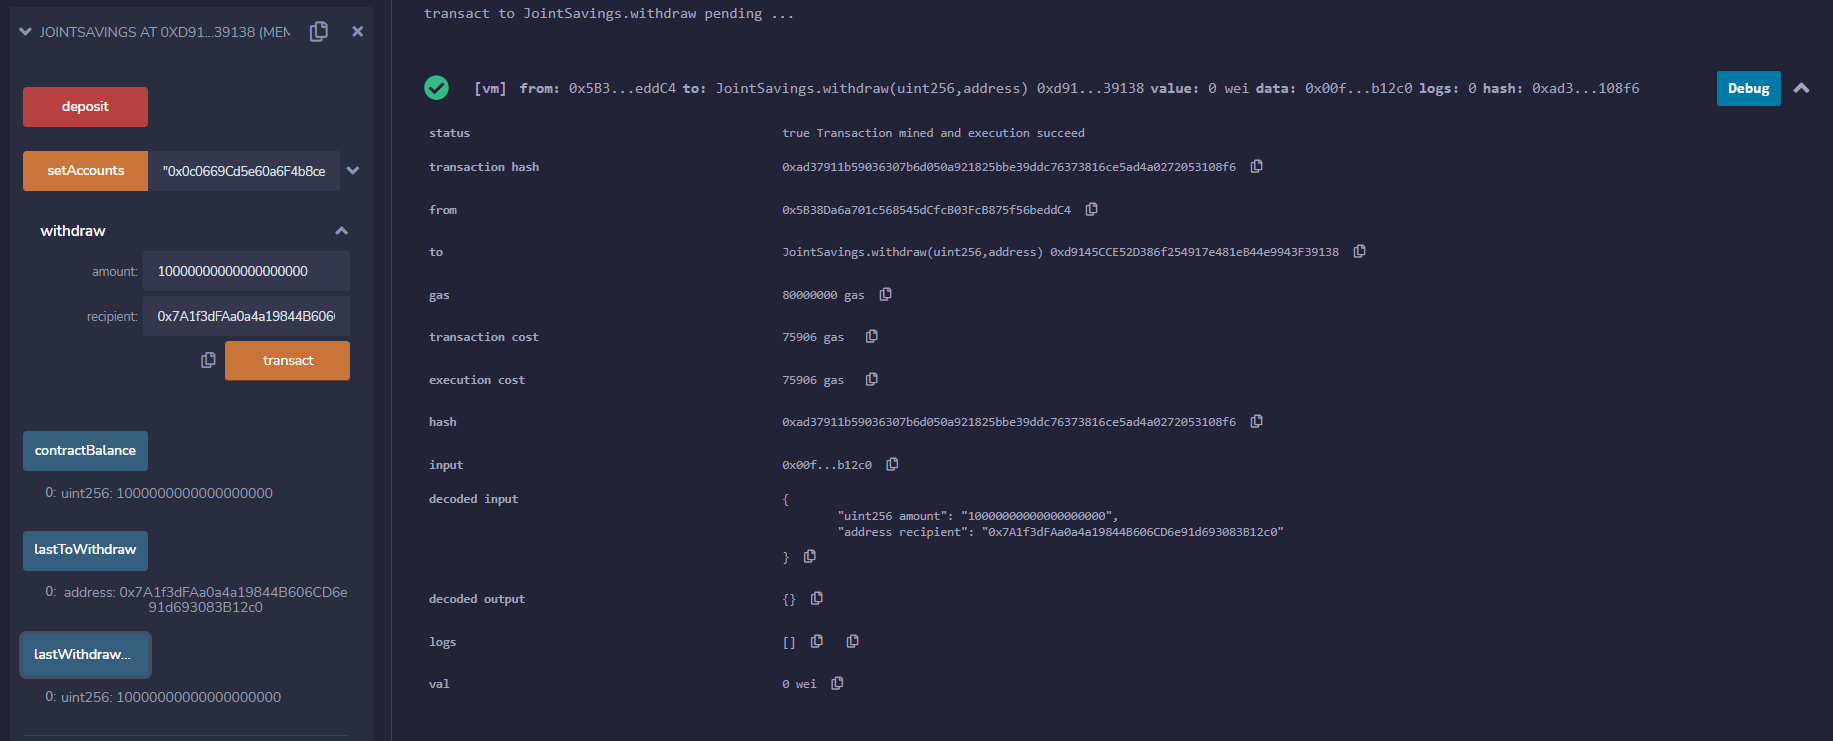 JOINTSAVINGS AT 0XD91...39138 (MEM
deposit
setAccounts "0x0c0669Cd5e60a6F4b8ce
withdraw
amount: 10000000000000000000
recipient: 0x7A1f3dFAa0a4a19844B606(
transact
contractBalance
0: uint256: 1000000000000000000
lastToWithdraw
0: address: 0x7A1f3dFAa0a4a19844B606CD6e
91d693083B12c0
lastWithdraw...
0: uint256: 10000000000000000000
transact to JointSavings.withdraw pending ...
[vm] from: 0x5B3...eddC4 to: JointSavings.withdraw(uint256,address) 0xd91...39138 value: 0 wei data: 0x00f...b12c0 logs: 0 hash: 0xad3...108f6
Debug
status true Transaction mined and execution succeed
transaction hash 0xad37911b59036307b6d050a921825bbe39ddc76373816ce5ad4a0272053108f6
from 0x5B38Da6a701c568545dCfcB03FcB875f56beddC4
to JointSavings.withdraw(uint256,address) 0xd9145CCE52D386f254917e481eB44e9943F39138
gas 80000000 gas
transaction cost 75906 gas
execution cost 75906 gas
hash 0xad37911b59036307b6d050a921825bbe39ddc76373816ce5ad4a0272053108f6
input 0x00f...b12c0
decoded input {
"uint256 amount": "10000000000000000000",
"address recipient": "0x7A1f3dFAa0a4a19844B606CD6e91d693083B12c0"
}
decoded output {}
logs []
val 0 wei